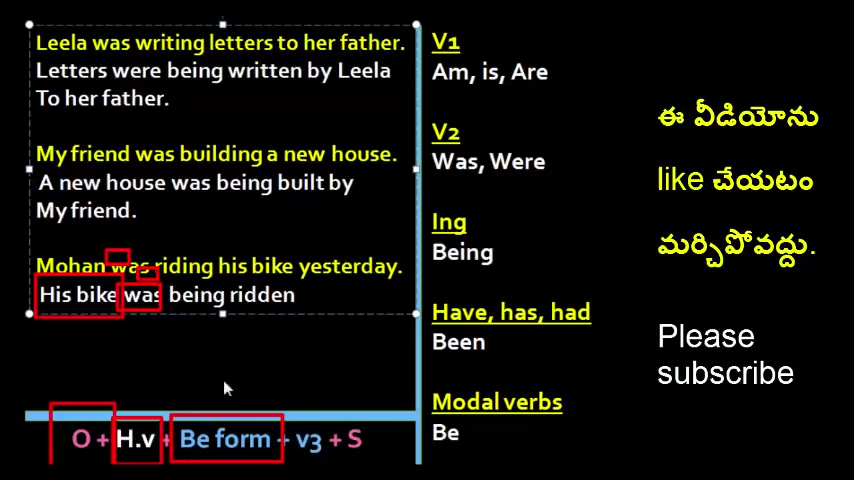 Leela was writing letters to her father.
Letters were being written by Leela
To her father.
My friend was building a new house.
A new house was being built by
My friend.
Mohan was riding his bike yesterday.
His bike was being ridden
O + H.v + Be form + v3 + S
V1
Am, is, Are
V2
Was, Were
Ing
Being
Have, has, had
Been
Modal verbs
Be
ఈ వీడియోను
like చేయటం
మర్చిపోవద్దు.
Please
subscribe